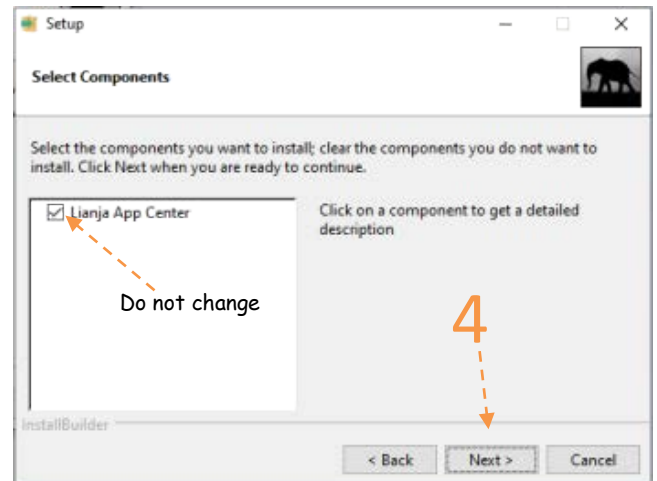 Setup
Select Components
Select the components you want to install; clear the components you do not want to
install. Click Next when you are ready to continue.
Lianja App Center
Click on a component to get a detailed
description
Do not change
4
InstallBuilder
< Back
Next >
Cancel